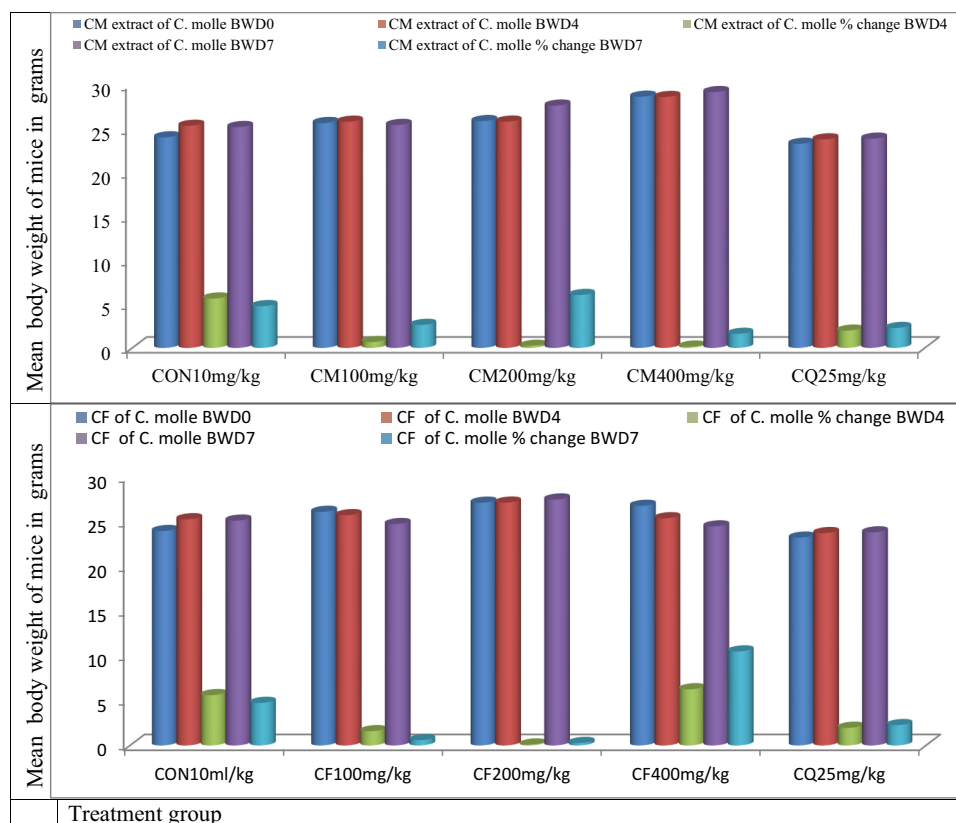 CM extract of C. molle BWD0 CM extract of C. molle BWD4 CM extract of C. molle % change BWD4
CM extract of C. molle BWD7 CM extract of C. molle % change BWD7
Mean body weight of mice in grams
30
25
20
15
10
5
0
CON10mg/kg CM100mg/kg CM200mg/kg CM400mg/kg CQ25mg/kg
CF of C. molle BWD0 CF of C. molle BWD4 CF of C. molle % change BWD4
CF of C. molle BWD7 CF of C. molle % change BWD7
Mean body weight of mice in grams
30
25
20
15
10
5
0
CON10ml/kg CF100mg/kg CF200mg/kg CF400mg/kg CQ25mg/kg
Treatment group